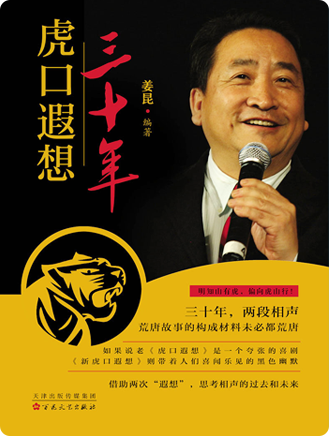 虎口遐想
三十年
姜昆·编著
明知山有虎,偏向虎山行!
三十年,两段相声
荒唐故事的构成材料未必都荒唐
如果说老《虎口遐想》是一个夸张的喜剧
《新虎口遐想》则带着人们喜闻乐见的黑色幽默
借助两次“遐想”,思考相声的过去和未来
天津出版传媒集团
百花文艺出版社